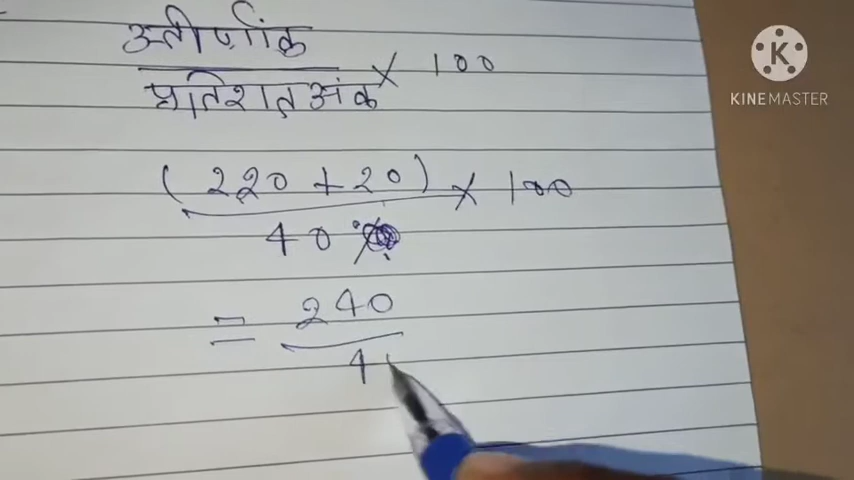 उत्तीर्णांक
प्रतिशत अंक × 100
(220 + 20) × 100
40 %
= 240
4
KINEMASTER